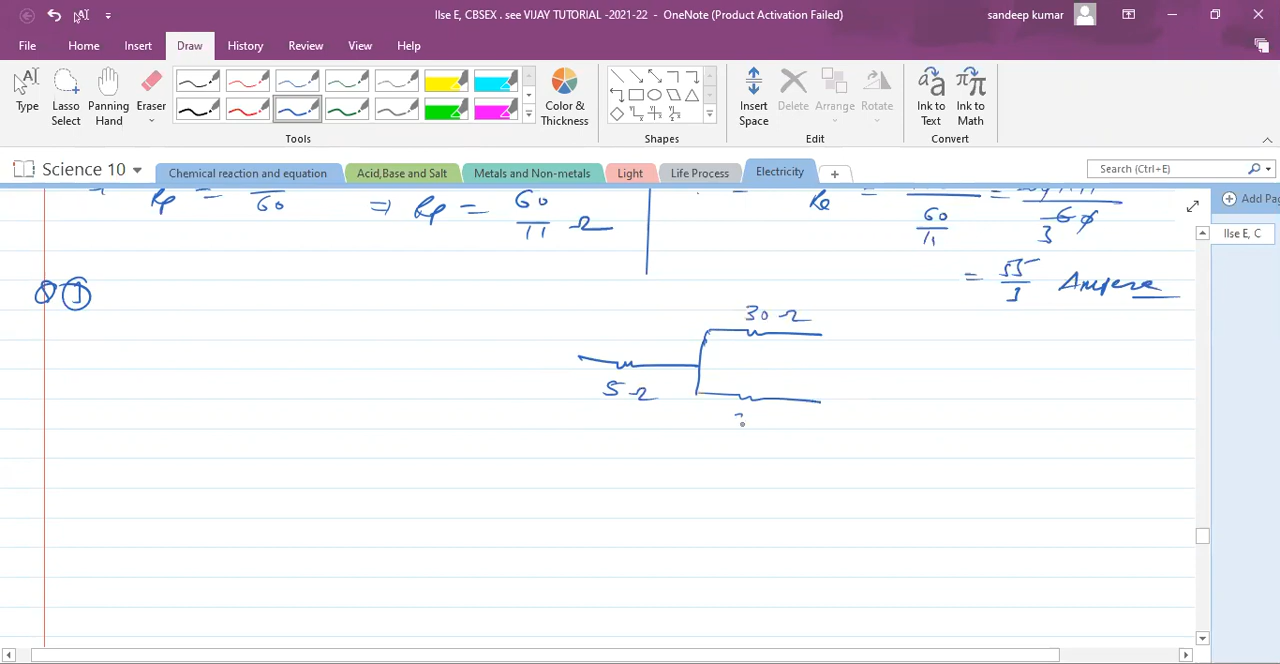 Ilse E, CBSEX . see VIJAY TUTORIAL -2021-22 - OneNote (Product Activation Failed)
sandeep kumar
File Home Insert Draw History Review View Help
Type
Lasso Select
Panning Hand
Eraser
Color & Thickness
Insert Space
Delete
Arrange
Rotate
Ink to Text
Ink to Math
Tools
Shapes
Edit
Convert
Science 10
Chemical reaction and equation
Acid,Base and Salt
Metals and Non-metals
Light
Life Process
Electricity
Search (Ctrl+E)
Add Pag
Ilse E, C
Rp = 60 ⇒ Rp = 60/11 Ω
= 60/11 =
= 55/3 Ampere
Q 3
30 Ω
5 Ω